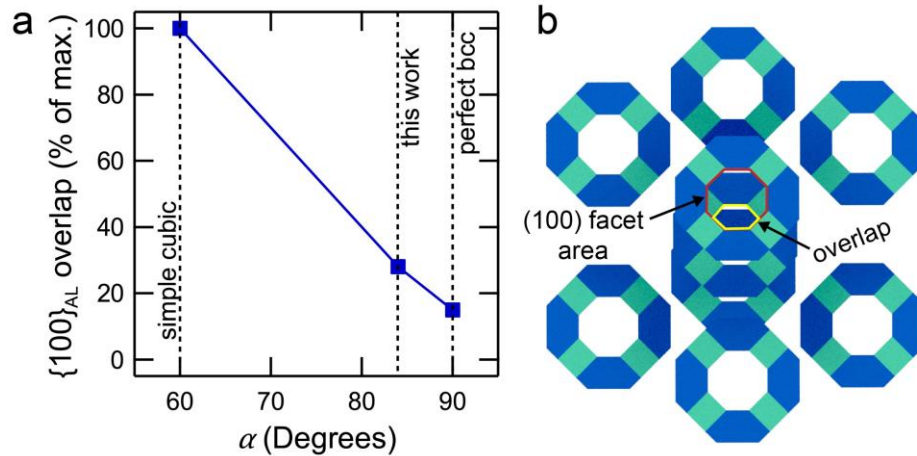 a
{100}AL overlap (% of max.)
100
80
60
40
20
0
simple cubic
this work
perfect bcc
60
70
80
90
α (Degrees)
b
(100) facet
area
overlap